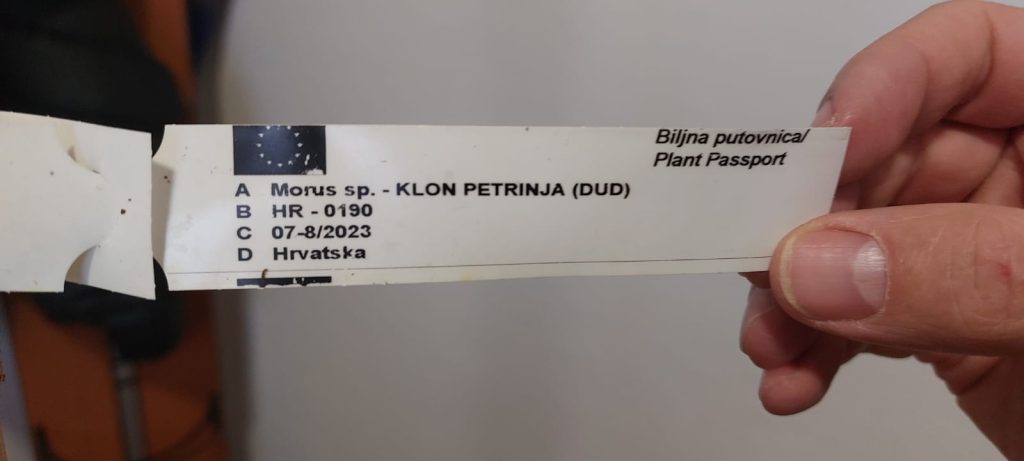 Biljna putovnica/
Plant Passport
A Morus sp. - KLON PETRINJA (DUD)
B HR - 0190
C 07-8/2023
D Hrvatska